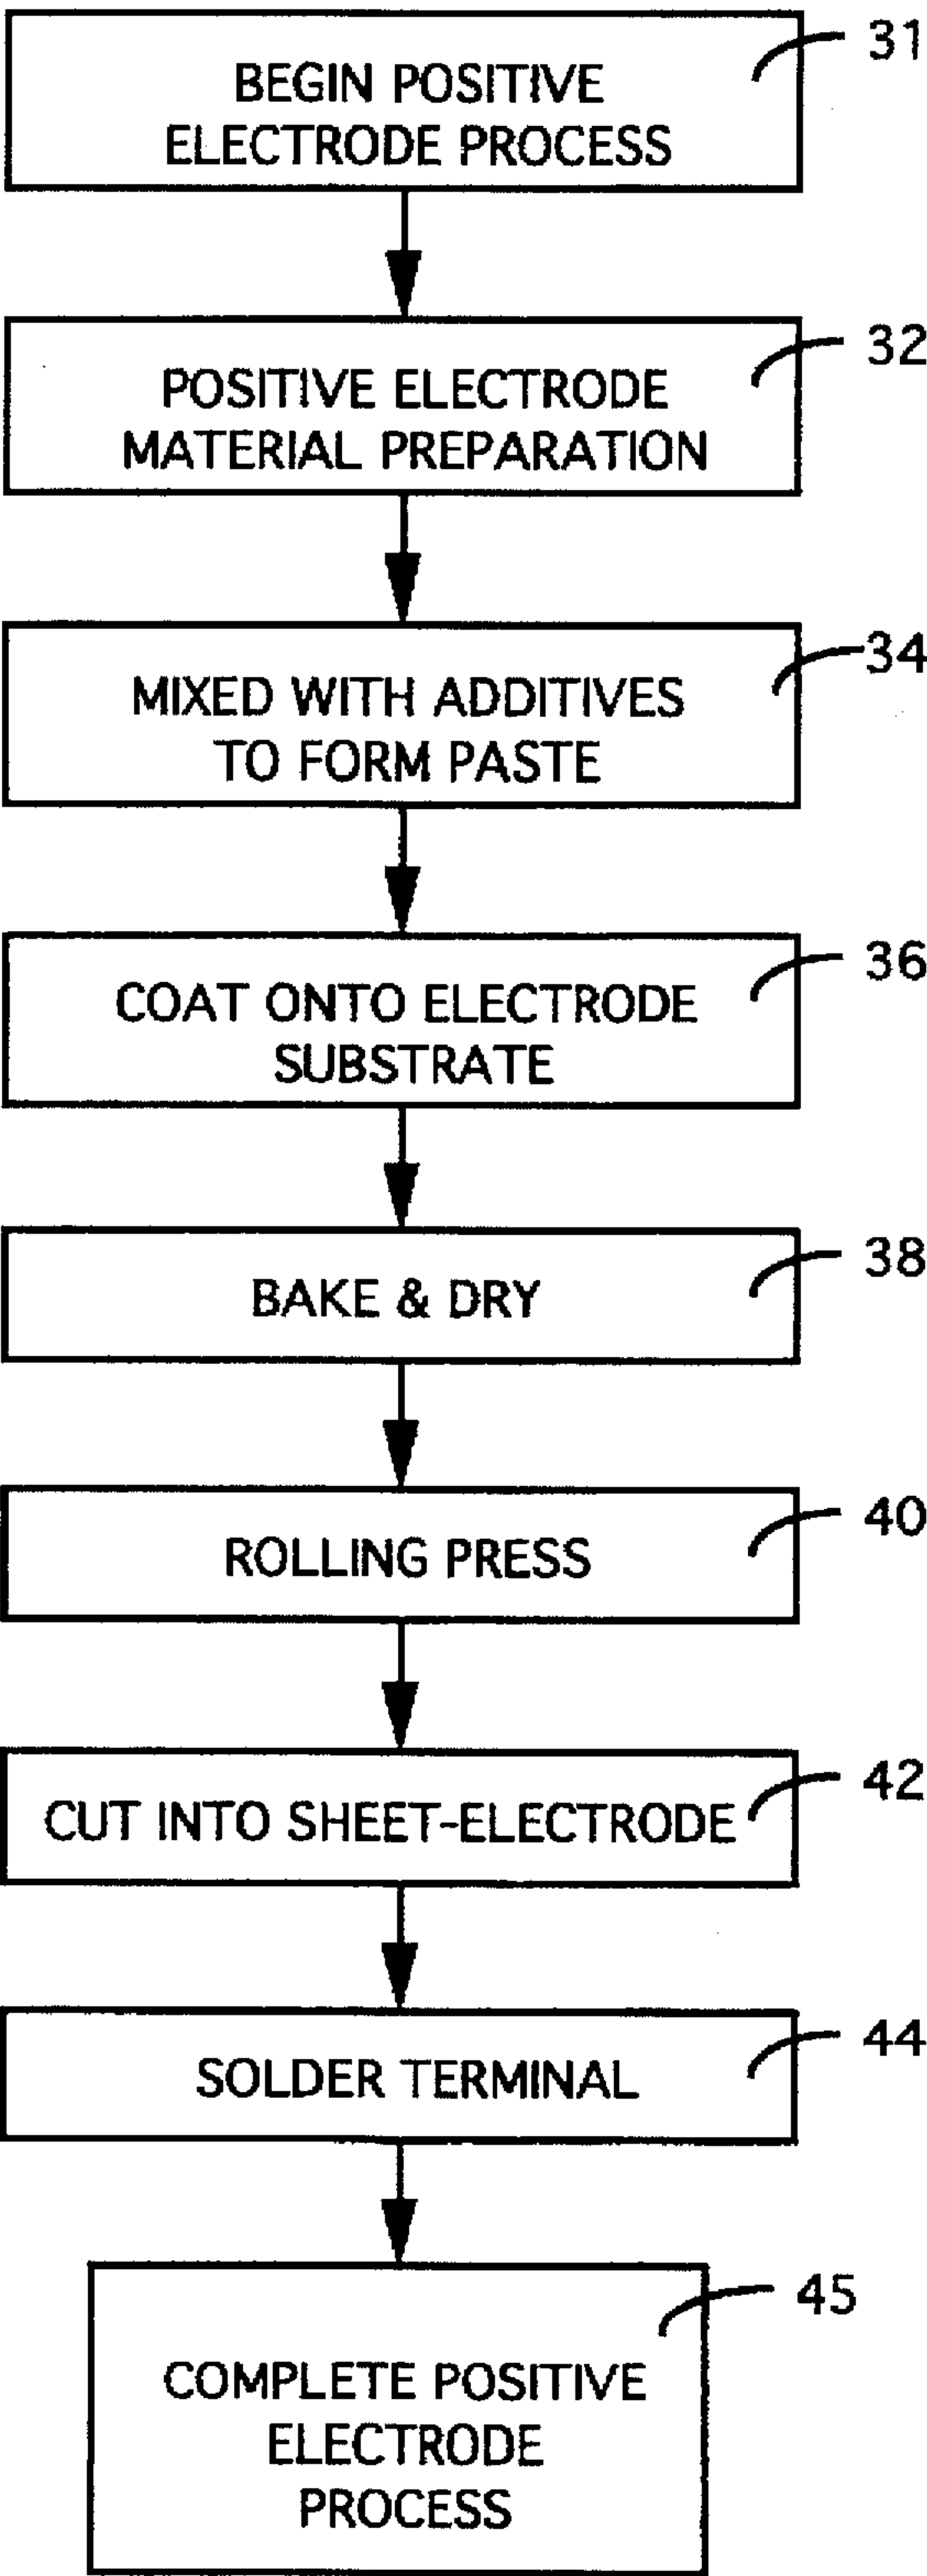 31
BEGIN POSITIVE
ELECTRODE PROCESS
32
POSITIVE ELECTRODE
MATERIAL PREPARATION
34
MIXED WITH ADDITIVES
TO FORM PASTE
36
COAT ONTO ELECTRODE
SUBSTRATE
38
BAKE & DRY
40
ROLLING PRESS
42
CUT INTO SHEET-ELECTRODE
44
SOLDER TERMINAL
45
COMPLETE POSITIVE
ELECTRODE
PROCESS